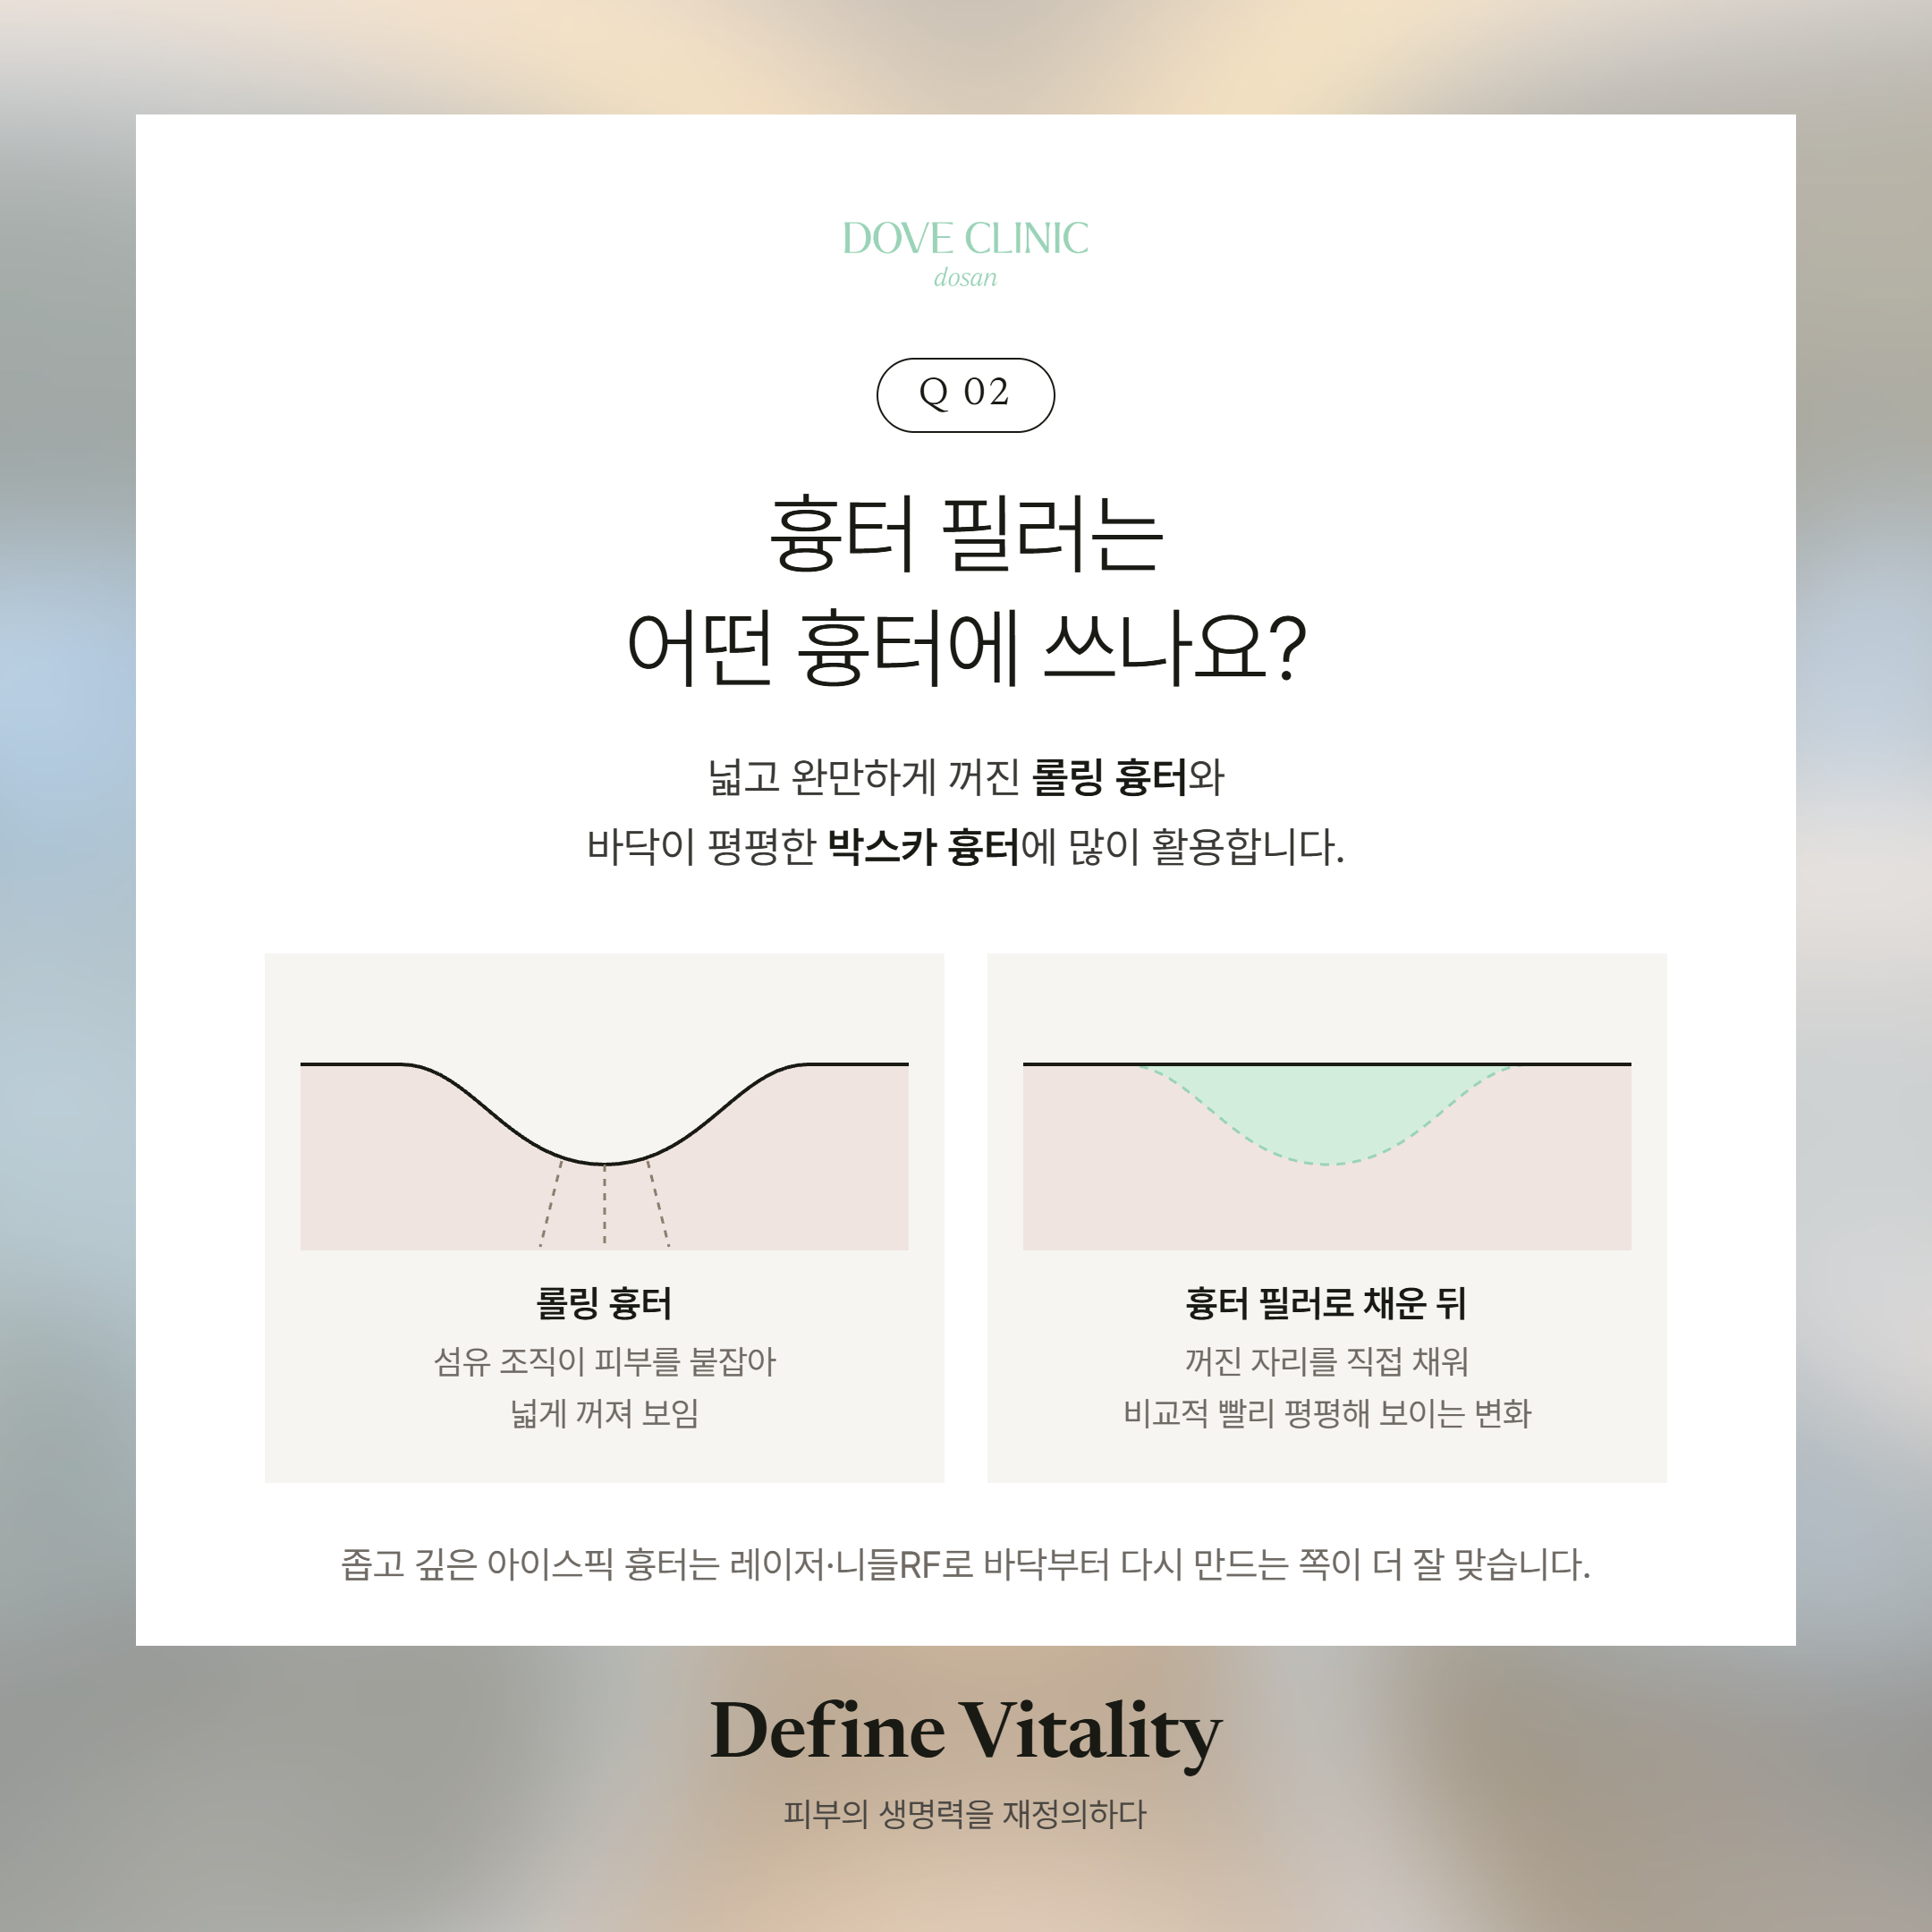 DOVE CLINIC
dosan
Q 02
흉터 필러는
어떤 흉터에 쓰나요?
넓고 완만하게 꺼진 롤링 흉터와
바닥이 평평한 박스카 흉터에 많이 활용합니다.
롤링 흉터
섬유 조직이 피부를 붙잡아
넓게 꺼져 보임
흉터 필러로 채운 뒤
꺼진 자리를 직접 채워
비교적 빨리 평평해 보이는 변화
좁고 깊은 아이스픽 흉터는 레이저·니들RF로 바닥부터 다시 만드는 쪽이 더 잘 맞습니다.
Define Vitality
피부의 생명력을 재정의하다